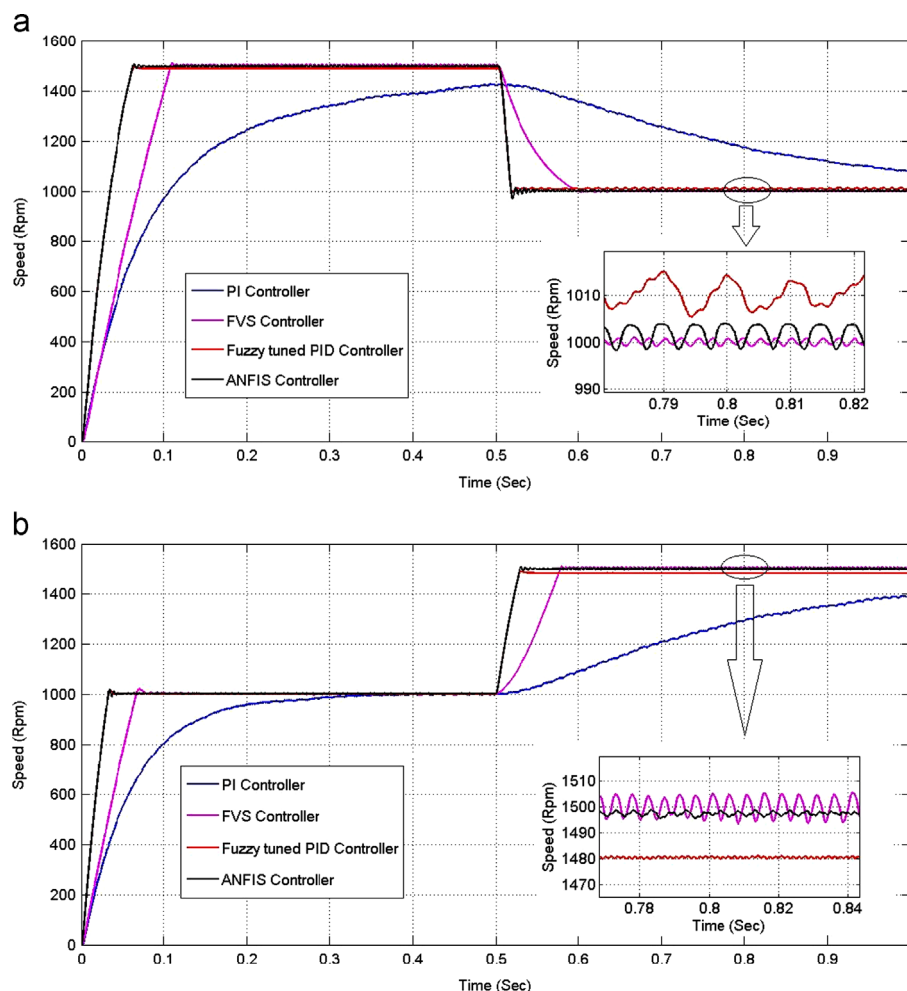 a
1600
1400
1200
1000
800
600
400
200
0
Speed (Rpm)
PI Controller
FVS Controller
Fuzzy tuned PID Controller
ANFIS Controller
1010
1000
990
Speed (Rpm)
0.79 0.8 0.81 0.82
Time (Sec)
0 0.1 0.2 0.3 0.4 0.5 0.6 0.7 0.8 0.9
Time (Sec)
b
1600
1400
1200
1000
800
600
400
200
0
Speed (Rpm)
PI Controller
FVS Controller
Fuzzy tuned PID Controller
ANFIS Controller
1510
1500
1490
1480
1470
Speed (Rpm)
0.78 0.8 0.82 0.84
Time (Sec)
0 0.1 0.2 0.3 0.4 0.5 0.6 0.7 0.8 0.9
Time (Sec)